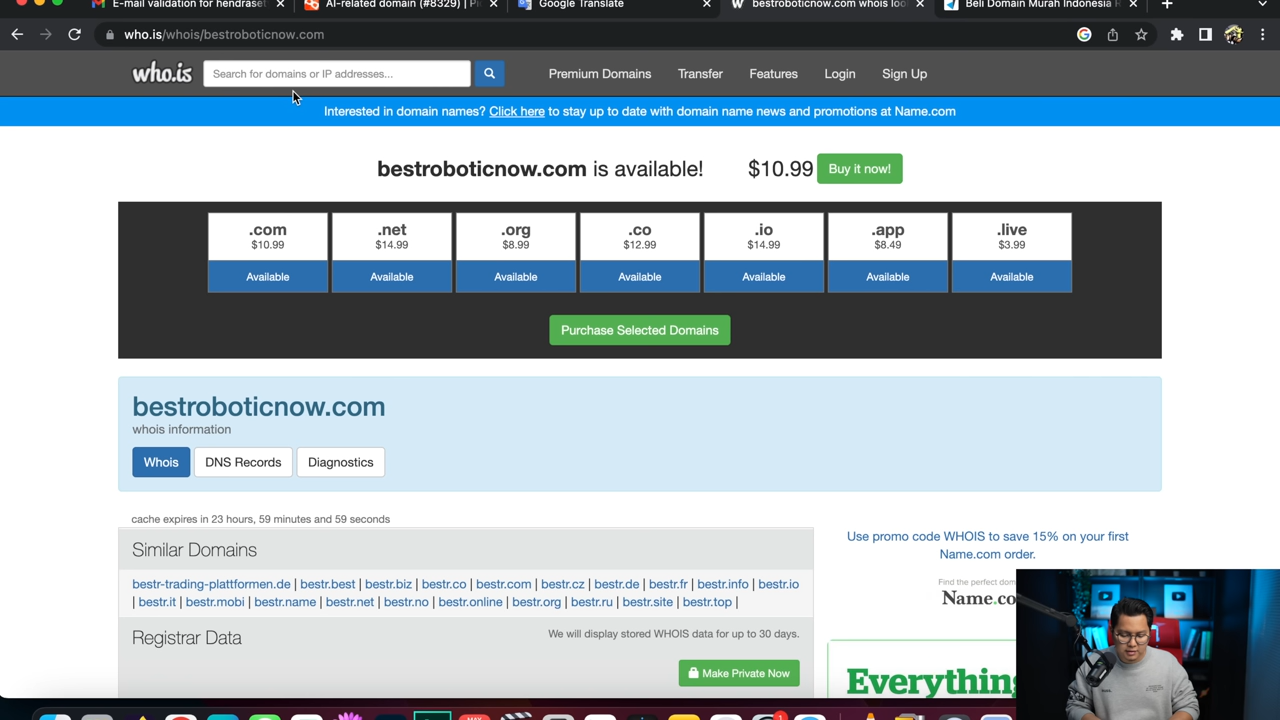 E-mail validation for hendraset
AI-related domain (#8329) | Pi
Google Translate
bestroboticnow.com whois loo
Beli Domain Murah Indonesia R
who.is/whois/bestroboticnow.com
who.is
Search for domains or IP addresses...
Premium Domains
Transfer
Features
Login
Sign Up
Interested in domain names? Click here to stay up to date with domain name news and promotions at Name.com
bestroboticnow.com is available! $10.99 Buy it now!
.com .net .org .co .io .app .live
$10.99 $14.99 $8.99 $12.99 $14.99 $8.49 $3.99
Available Available Available Available Available Available Available
Purchase Selected Domains
bestroboticnow.com
whois information
Whois DNS Records Diagnostics
cache expires in 23 hours, 59 minutes and 59 seconds
Similar Domains
bestr-trading-plattformen.de | bestr.best | bestr.biz | bestr.co | bestr.com | bestr.cz | bestr.de | bestr.fr | bestr.info | bestr.io
| bestr.it | bestr.mobi | bestr.name | bestr.net | bestr.no | bestr.online | bestr.org | bestr.ru | bestr.site | bestr.top |
Registrar Data
We will display stored WHOIS data for up to 30 days.
Make Private Now
Use promo code WHOIS to save 15% on your first
Name.com order.
Find the perfect dom
Name.co
Everything